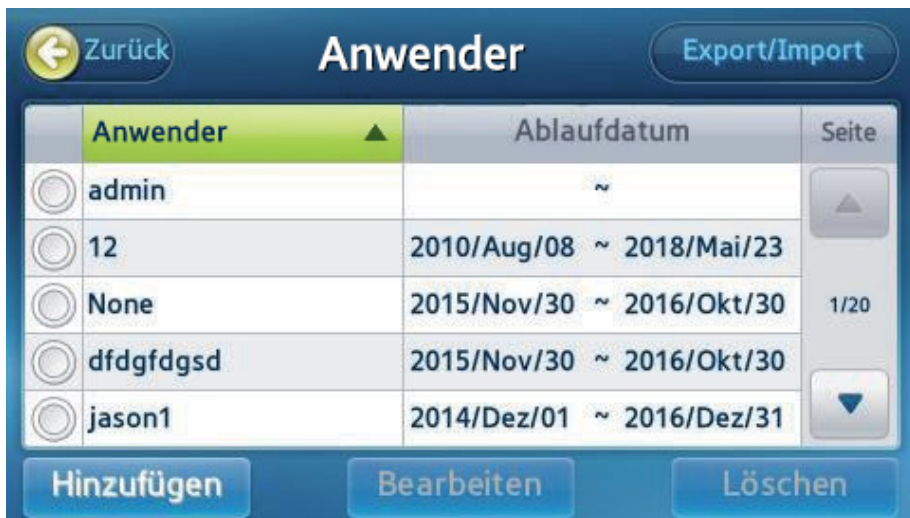 Zurück Anwender Export/Import
Anwender Ablaufdatum Seite
admin ~
12 2010/Aug/08 ~ 2018/Mai/23
None 2015/Nov/30 ~ 2016/Okt/30 1/20
dfdgfdgsd 2015/Nov/30 ~ 2016/Okt/30
jason1 2014/Dez/01 ~ 2016/Dez/31
Hinzufügen Bearbeiten Löschen